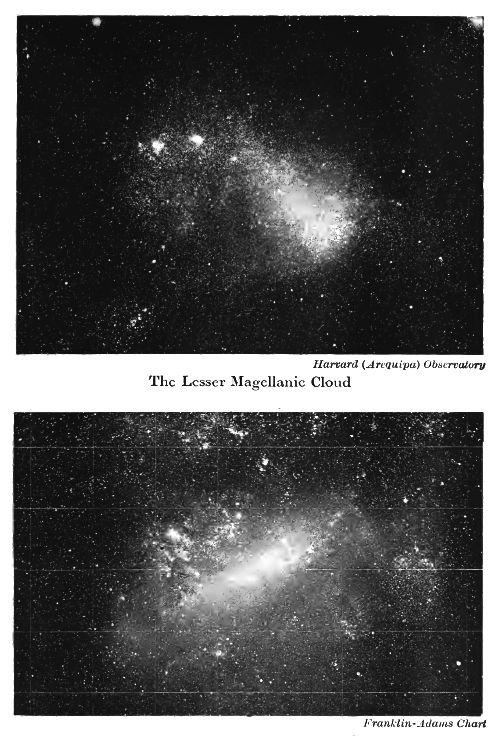 Harvard (Arequipa) Observatory
The Lesser Magellanic Cloud
Franklin-Adams Chart